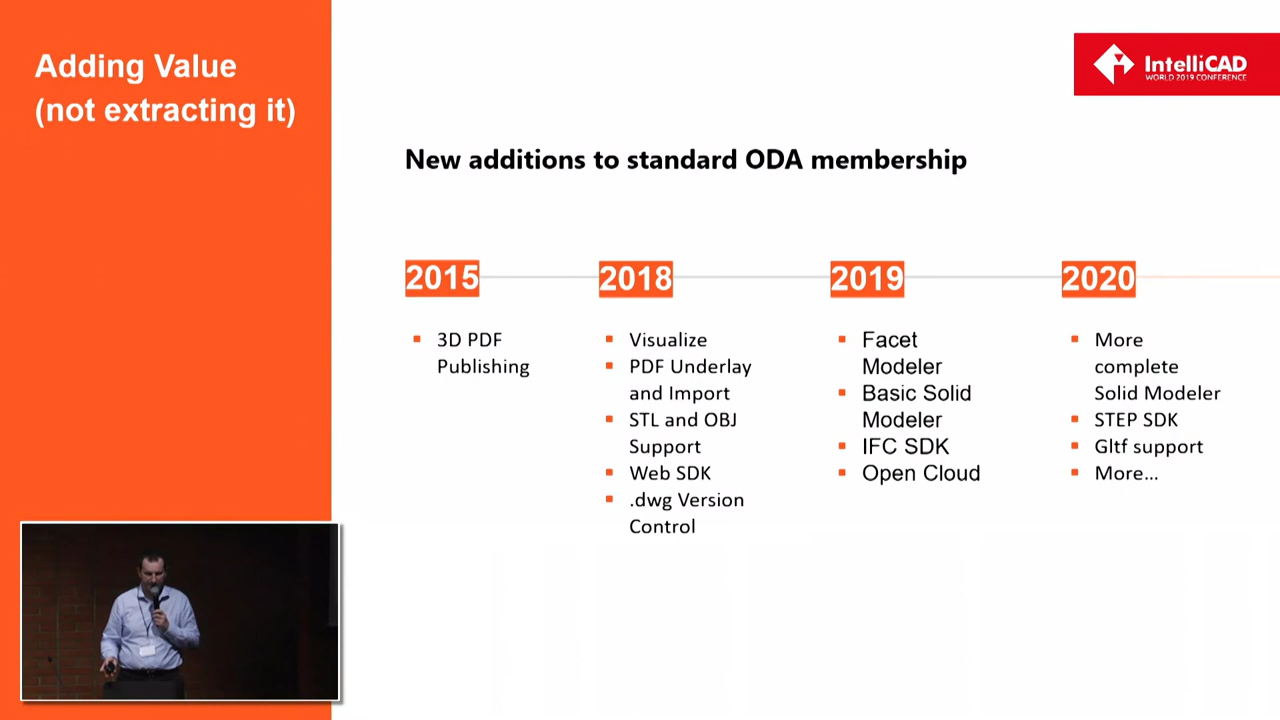 Adding Value
(not extracting it)
IntelliCAD
WORLD 2019 CONFERENCE
New additions to standard ODA membership
2015
3D PDF
Publishing
2018
Visualize
PDF Underlay
and Import
STL and OBJ
Support
Web SDK
.dwg Version
Control
2019
Facet
Modeler
Basic Solid
Modeler
IFC SDK
Open Cloud
2020
More
complete
Solid Modeler
STEP SDK
Gltf support
More...